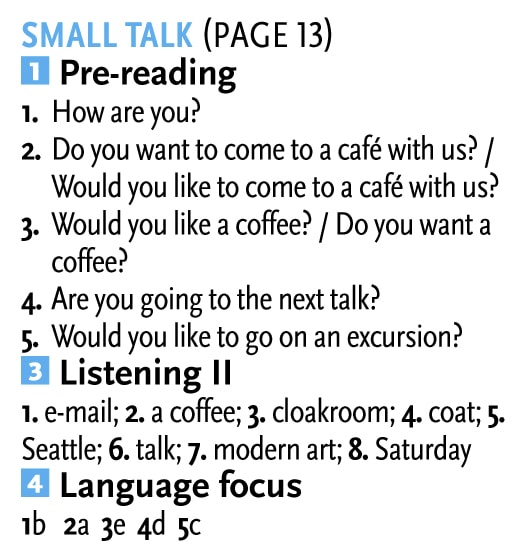 SMALL TALK (PAGE 13)
1 Pre-reading
1. How are you?
2. Do you want to come to a café with us? /
Would you like to come to a café with us?
3. Would you like a coffee? / Do you want a
coffee?
4. Are you going to the next talk?
5. Would you like to go on an excursion?
3 Listening II
1. e-mail; 2. a coffee; 3. cloakroom; 4. coat; 5.
Seattle; 6. talk; 7. modern art; 8. Saturday
4 Language focus
1b 2a 3e 4d 5c